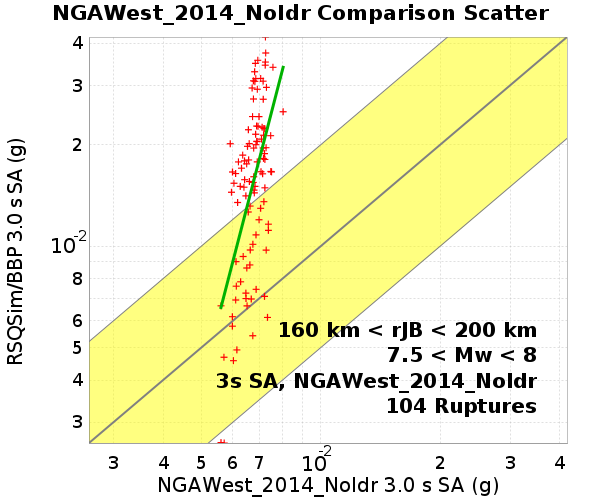 NGAWest_2014_NoIdr Comparison Scatter
RSQSim/BBP 3.0 s SA (g)
4
3
2
10-2
8
6
5
4
3
160 km < rJB < 200 km
7.5 < Mw < 8
3s SA, NGAWest_2014_NoIdr
104 Ruptures
3 4 5 6 7 10-2 2 3 4
NGAWest_2014_NoIdr 3.0 s SA (g)